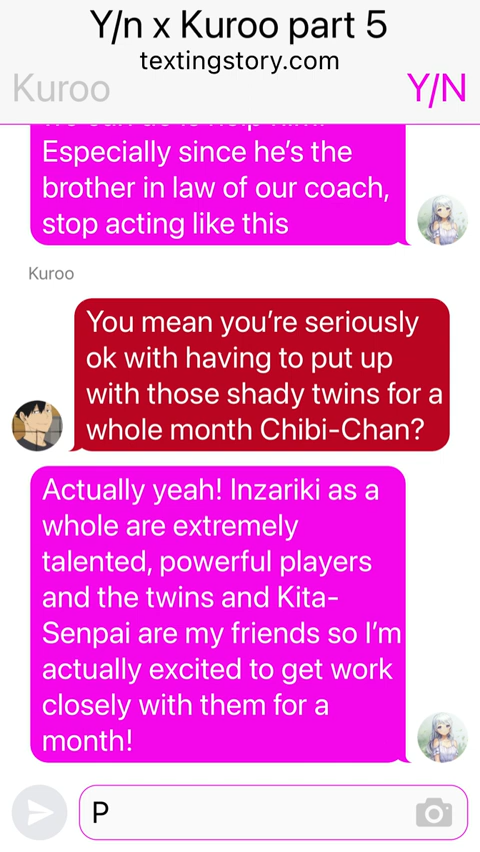 Y/n x Kuroo part 5
textingstory.com
Kuroo
Y/N
Especially since he's the
brother in law of our coach,
stop acting like this
Kuroo
You mean you're seriously
ok with having to put up
with those shady twins for a
whole month Chibi-Chan?
Actually yeah! Inzariki as a
whole are extremely
talented, powerful players
and the twins and Kita-
Senpai are my friends so I'm
actually excited to get work
closely with them for a
month!
P